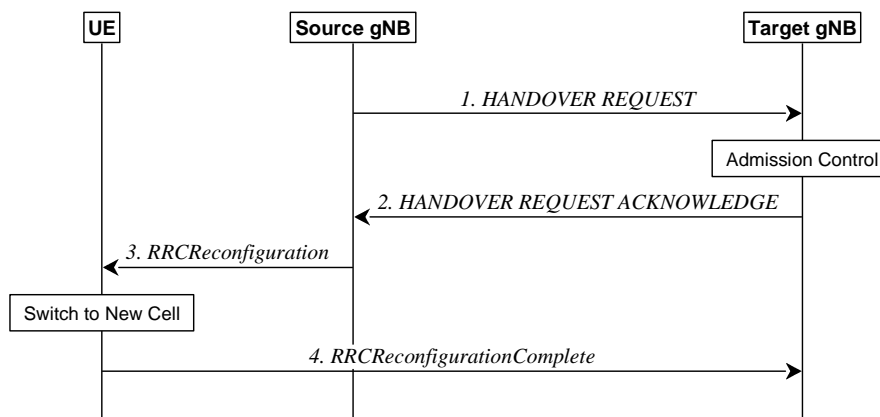 UE
Source gNB
Target gNB
1. HANDOVER REQUEST
Admission Control
2. HANDOVER REQUEST ACKNOWLEDGE
3. RRCReconfiguration
Switch to New Cell
4. RRCReconfigurationComplete